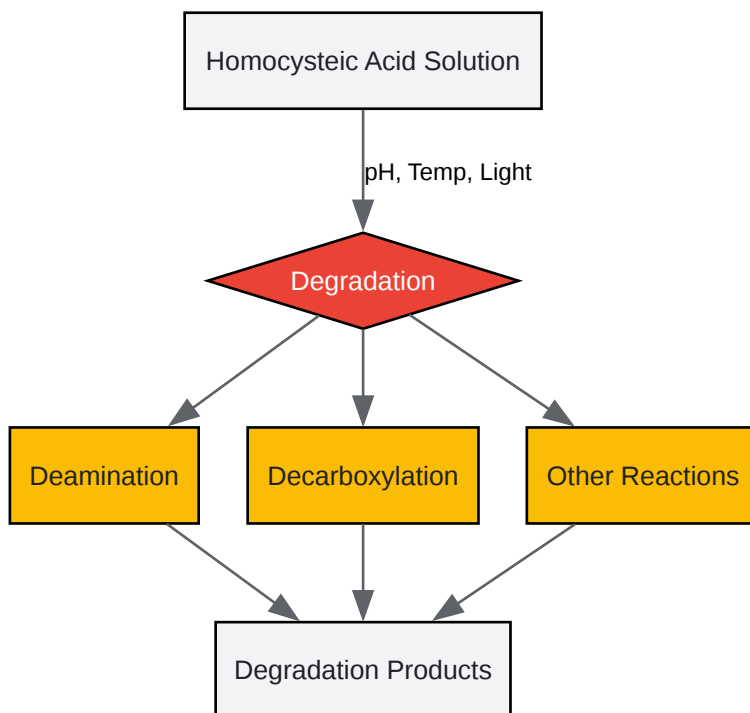 Homocysteic Acid Solution
pH, Temp, Light
Degradation
Deamination
Decarboxylation
Other Reactions
Degradation Products